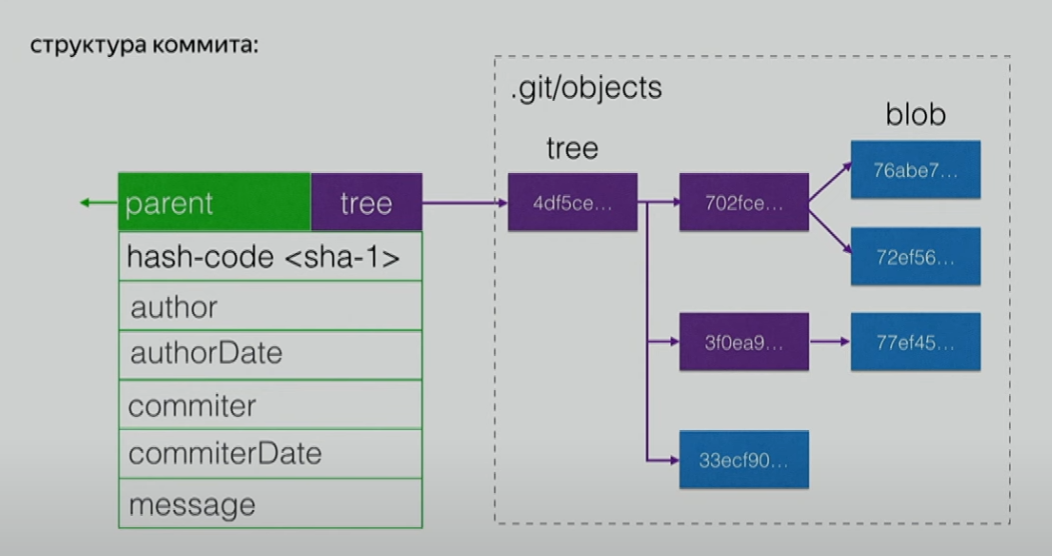 структура коммита:
.git/objects
blob
tree
76abe7...
parent
tree
4df5ce...
702fce...
hash-code <sha-1>
72ef56...
author
authorDate
3f0ea9...
77ef45...
commiter
commiterDate
33ecf90...
message